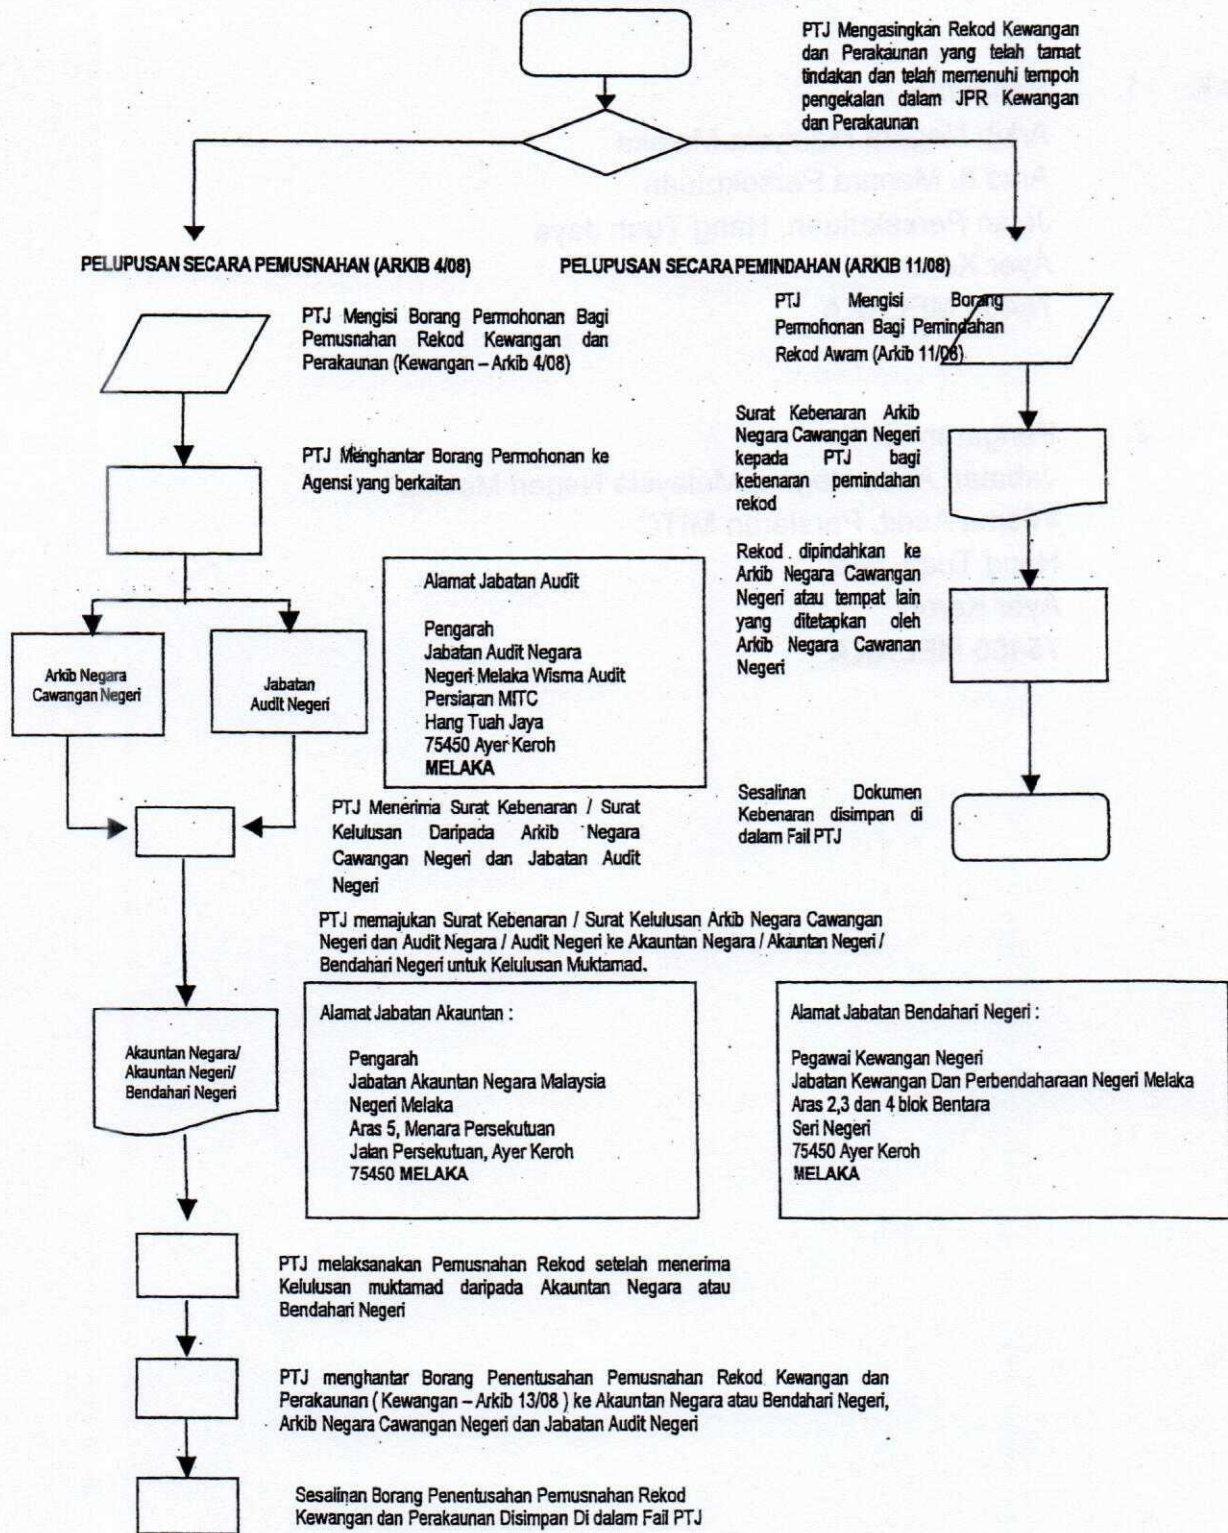 PTJ Mengasingkan Rekod Kewangan
dan Perakaunan yang telah tamat
tindakan dan telah memenuhi tempoh
pengekalan dalam JPR Kewangan
dan Perakaunan
PELUPUSAN SECARA PEMUSNAHAN (ARKIB 4/08)
PELUPUSAN SECARA PEMINDAHAN (ARKIB 11/08)
PTJ Mengisi Borang Permohonan Bagi
Pemusnahan Rekod Kewangan dan
Perakaunan (Kewangan – Arkib 4/08)
PTJ Mengisi Borang
Permohonan Bagi Pemindahan
Rekod Awam (Arkib 11/08)
PTJ Menghantar Borang Permohonan ke
Agensi yang berkaitan
Surat Kebenaran Arkib
Negara Cawangan Negeri
kepada PTJ bagi
kebenaran pemindahan
rekod
Rekod dipindahkan ke
Arkib Negara Cawangan
Negeri atau tempat lain
yang ditetapkan oleh
Arkib Negara Cawanan
Negeri
Arkib Negara
Cawangan Negeri
Jabatan
Audit Negeri
Alamat Jabatan Audit
Pengarah
Jabatan Audit Negara
Negeri Melaka Wisma Audit
Persiaran MITC
Hang Tuah Jaya
75450 Ayer Keroh
MELAKA
Sesalinan Dokumen
Kebenaran disimpan di
dalam Fail PTJ
PTJ Menerima Surat Kebenaran / Surat
Kelulusan Daripada Arkib Negara
Cawangan Negeri dan Jabatan Audit
Negeri
PTJ memajukan Surat Kebenaran / Surat Kelulusan Arkib Negara Cawangan
Negeri dan Audit Negara / Audit Negeri ke Akauntan Negara / Akauntan Negeri /
Bendahari Negeri untuk Kelulusan Muktamad.
Akauntan Negara/
Akauntan Negeri/
Bendahari Negeri
Alamat Jabatan Akauntan :
Pengarah
Jabatan Akauntan Negara Malaysia
Negeri Melaka
Aras 5, Menara Persekutuan
Jalan Persekutuan, Ayer Keroh
75450 MELAKA
Alamat Jabatan Bendahari Negeri :
Pegawai Kewangan Negeri
Jabatan Kewangan Dan Perbendaharaan Negeri Melaka
Aras 2,3 dan 4 blok Bentara
Seri Negeri
75450 Ayer Keroh
MELAKA
PTJ melaksanakan Pemusnahan Rekod setelah menerima
Kelulusan muktamad daripada Akauntan Negara atau
Bendahari Negeri
PTJ menghantar Borang Penentusahan Pemusnahan Rekod Kewangan dan
Perakaunan ( Kewangan – Arkib 13/08 ) ke Akauntan Negara atau Bendahari Negeri,
Arkib Negara Cawangan Negeri dan Jabatan Audit Negeri
Sesalinan Borang Penentusahan Pemusnahan Rekod
Kewangan dan Perakaunan Disimpan Di dalam Fail PTJ